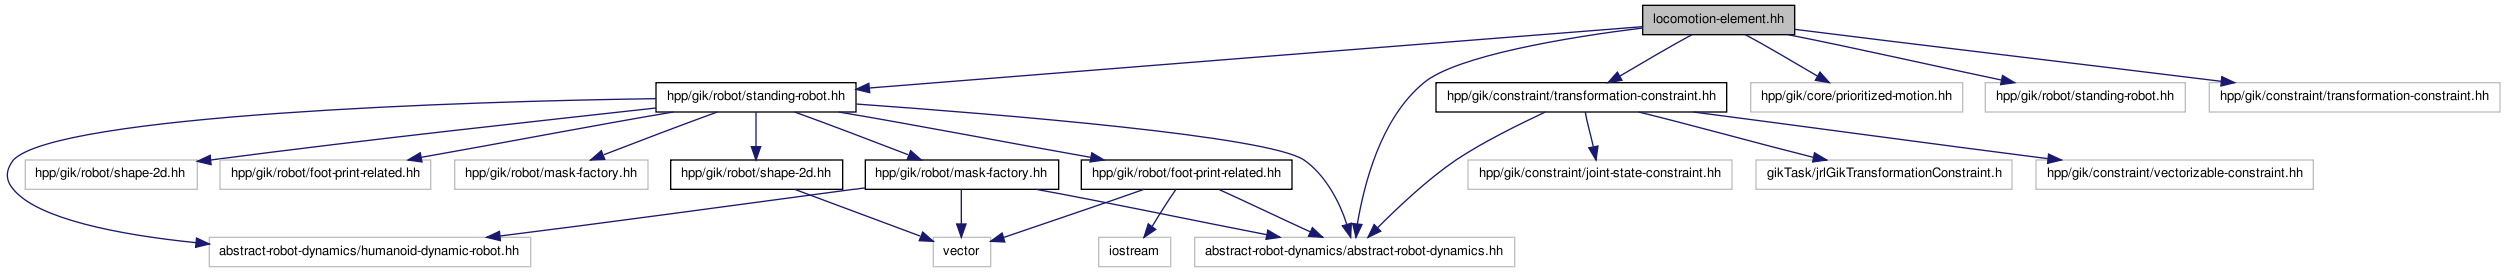 locomotion-element.hh
hpp/gik/robot/standing-robot.hh
hpp/gik/constraint/transformation-constraint.hh
hpp/gik/core/prioritized-motion.hh
hpp/gik/robot/standing-robot.hh
hpp/gik/constraint/transformation-constraint.hh
hpp/gik/robot/shape-2d.hh
hpp/gik/robot/foot-print-related.hh
hpp/gik/robot/mask-factory.hh
hpp/gik/robot/shape-2d.hh
hpp/gik/robot/mask-factory.hh
hpp/gik/robot/foot-print-related.hh
hpp/gik/constraint/joint-state-constraint.hh
gikTask/jrlGikTransformationConstraint.h
hpp/gik/constraint/vectorizable-constraint.hh
abstract-robot-dynamics/humanoid-dynamic-robot.hh
vector
iostream
abstract-robot-dynamics/abstract-robot-dynamics.hh